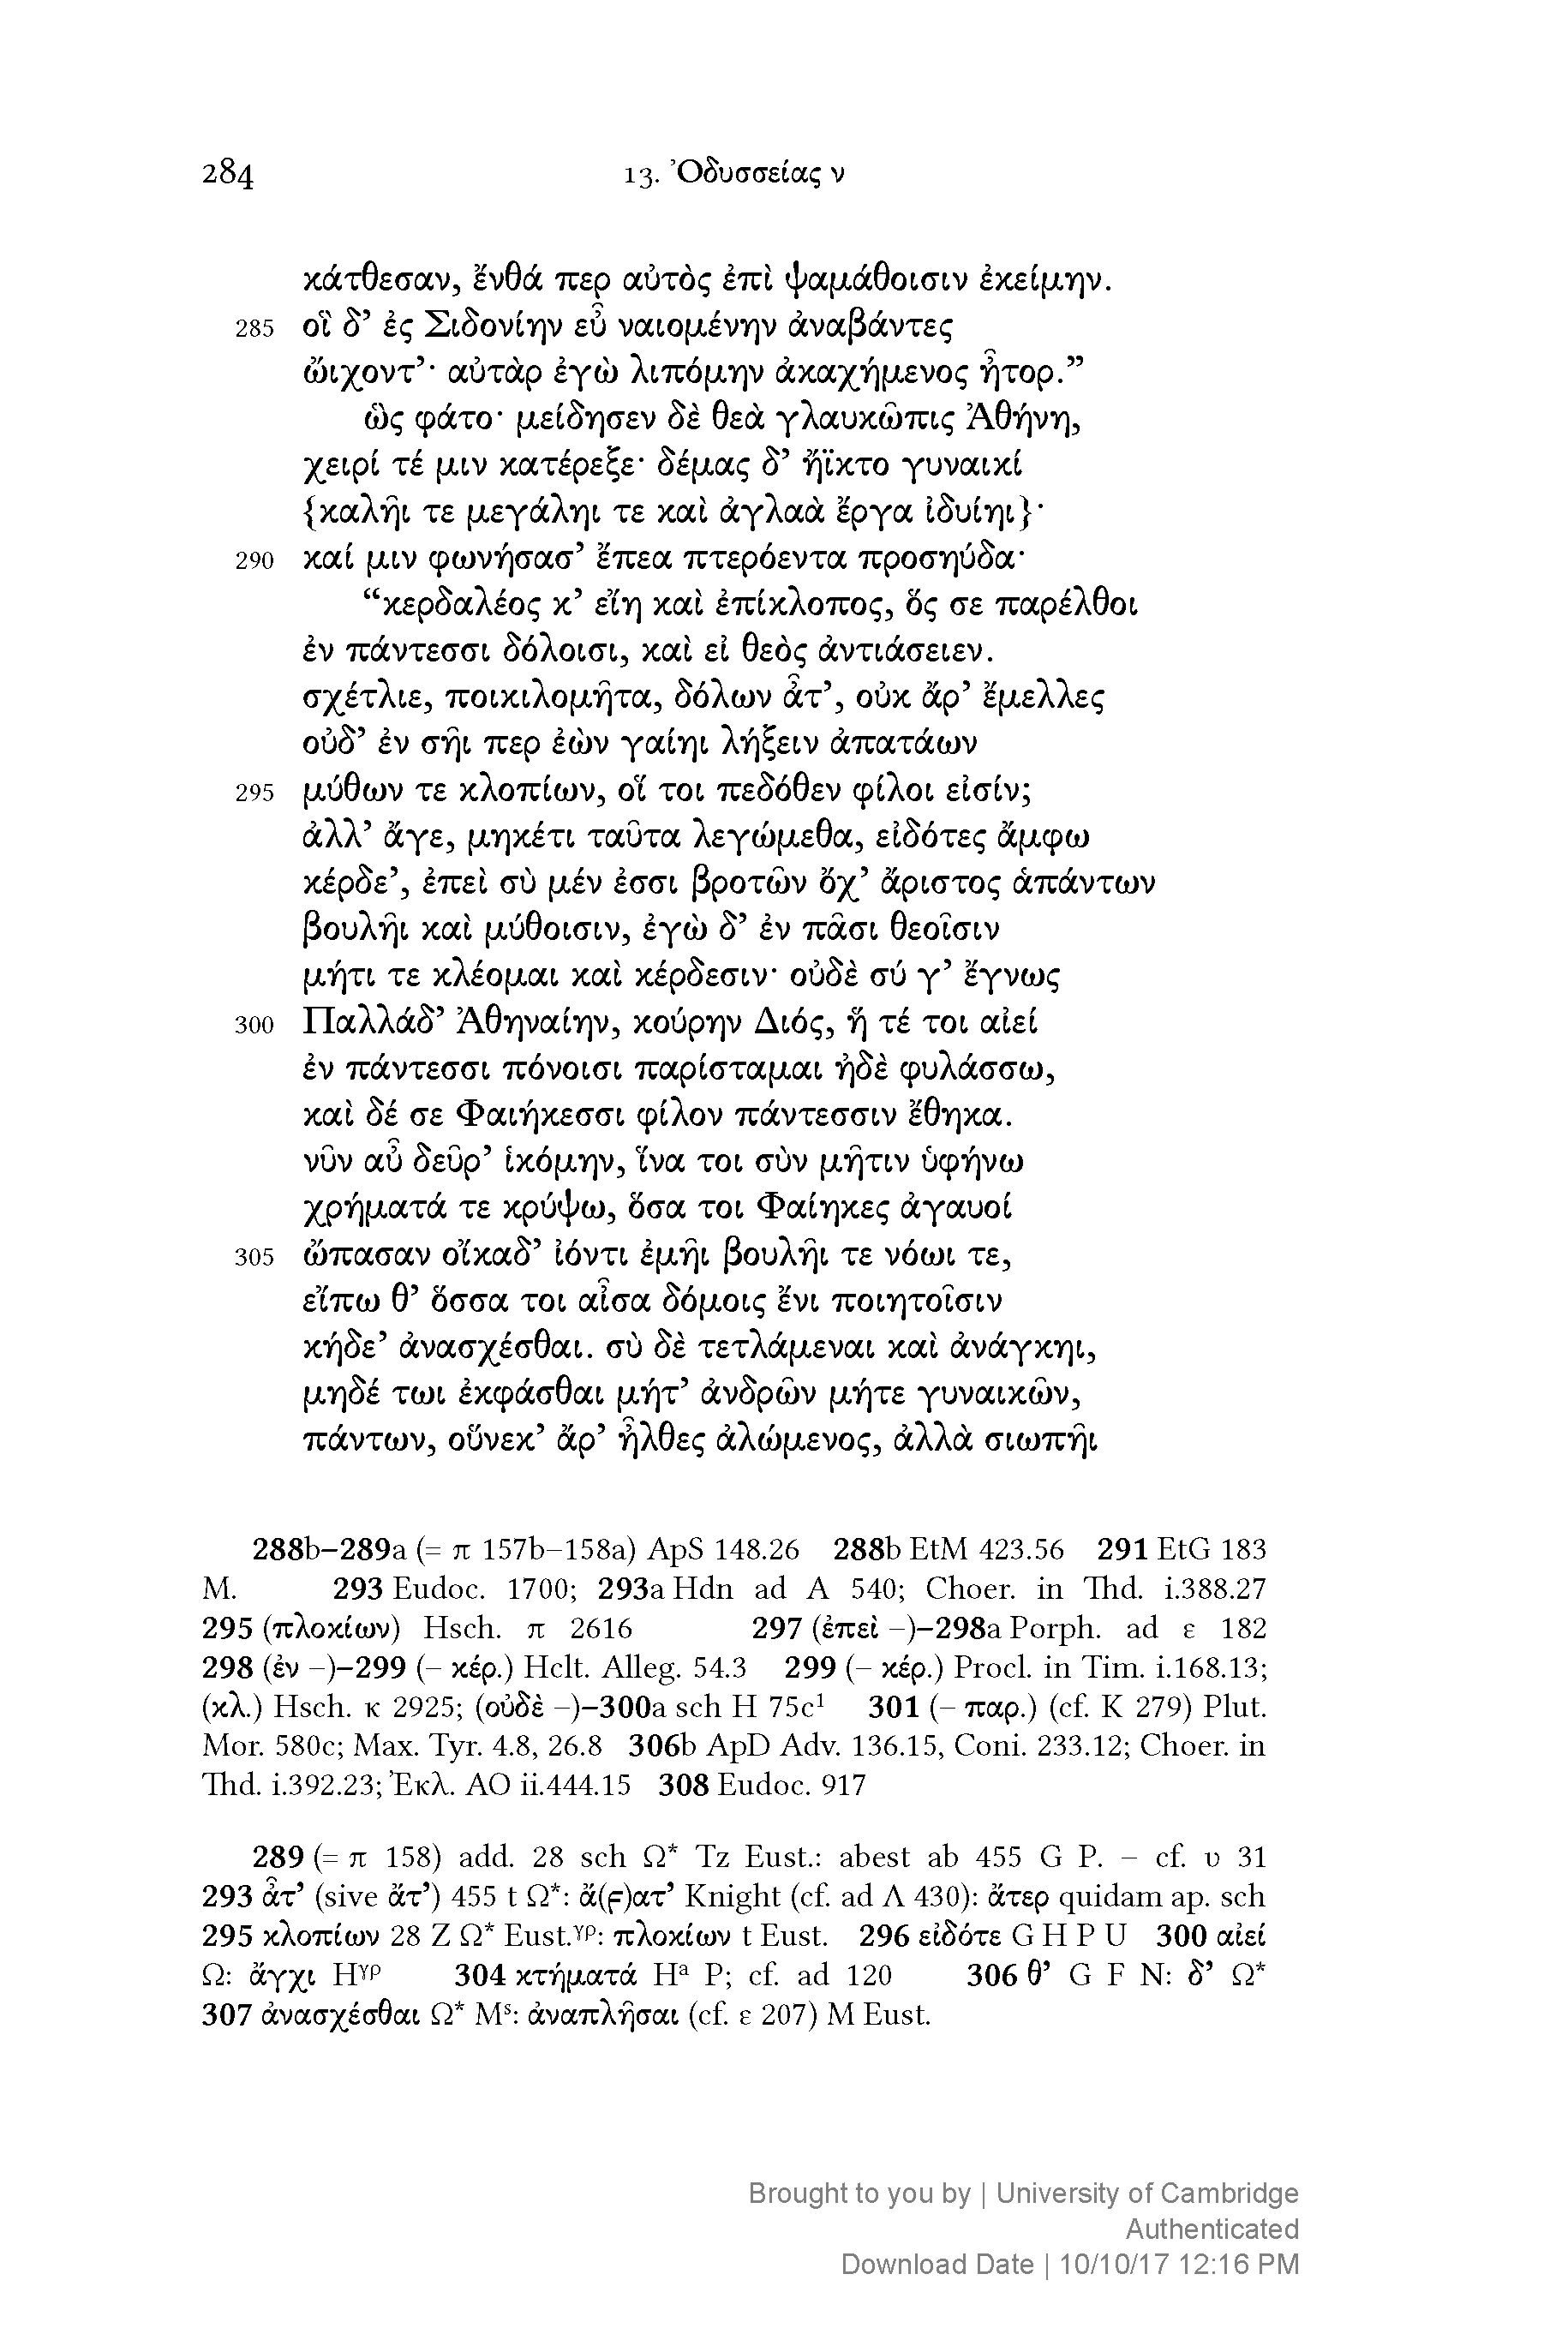 284 13. Ὀδυσσείας ν
κάτθεσαν, ἔνθά περ αὐτὸς ἐπὶ ψαμάθοισιν ἐκείμην.
285 οἳ δ’ ἐς Σιδονίην εὖ ναιομένην ἀναβάντες
ὤιχοντ’· αὐτὰρ ἐγὼ λιπόμην ἀκαχήμενος ἦτορ.”
ὣς φάτο· μείδησεν δὲ θεὰ γλαυκῶπις Ἀθήνη,
χειρί τέ μιν κατέρεξε· δέμας δ’ ἤϊκτο γυναικί
{καλῆι τε μεγάληι τε καὶ ἀγλαὰ ἔργα ἰδυίηι}·
290 καί μιν φωνήσασ’ ἔπεα πτερόεντα προσηύδα·
“κερδαλέος κ’ εἴη καὶ ἐπίκλοπος, ὅς σε παρέλθοι
ἐν πάντεσσι δόλοισι, καὶ εἰ θεὸς ἀντιάσειεν.
σχέτλιε, ποικιλομῆτα, δόλων ἆτ’, οὐκ ἄρ’ ἔμελλες
οὐδ’ ἐν σῆι περ ἐὼν γαίηι λήξειν ἀπατάων
295 μύθων τε κλοπίων, οἵ τοι πεδόθεν φίλοι εἰσίν;
ἀλλ’ ἄγε, μηκέτι ταῦτα λεγώμεθα, εἰδότες ἄμφω
κέρδε’, ἐπεὶ σὺ μέν ἐσσι βροτῶν ὄχ’ ἄριστος ἁπάντων
βουλῆι καὶ μύθοισιν, ἐγὼ δ’ ἐν πᾶσι θεοῖσιν
μήτι τε κλέομαι καὶ κέρδεσιν· οὐδὲ σύ γ’ ἔγνως
300 Παλλάδ’ Ἀθηναίην, κούρην Διός, ἥ τέ τοι αἰεί
ἐν πάντεσσι πόνοισι παρίσταμαι ἠδὲ φυλάσσω,
καὶ δέ σε Φαιήκεσσι φίλον πάντεσσιν ἔθηκα.
νῦν αὖ δεῦρ’ ἱκόμην, ἵνα τοι σὺν μῆτιν ὑφήνω
χρήματά τε κρύψω, ὅσα τοι Φαίηκες ἀγαυοί
305 ὤπασαν οἴκαδ’ ἰόντι ἐμῆι βουλῆι τε νόωι τε,
εἴπω θ’ ὅσσα τοι αἶσα δόμοις ἔνι ποιητοῖσιν
κήδε’ ἀνασχέσθαι. σὺ δὲ τετλάμεναι καὶ ἀνάγκηι,
μηδέ τωι ἐκφάσθαι μήτ’ ἀνδρῶν μήτε γυναικῶν,
πάντων, οὕνεκ’ ἄρ’ ἦλθες ἀλώμενος, ἀλλὰ σιωπῆι
288b–289a (= π 157b–158a) ApS 148.26 288b EtM 423.56 291 EtG 183
M. 293 Eudoc. 1700; 293a Hdn ad Α 540; Choer. in Thd. i.388.27
295 (πλοκίων) Hsch. π 2616 297 (ἐπεὶ –)–298a Porph. ad ε 182
298 (ἐν –)–299 (– κέρ.) Hclt. Alleg. 54.3 299 (– κέρ.) Procl. in Tim. i.168.13;
(κλ.) Hsch. κ 2925; (οὐδὲ –)–300a sch Η 75c¹ 301 (– παρ.) (cf. Κ 279) Plut.
Mor. 580c; Max. Tyr. 4.8, 26.8 306b ApD Adv. 136.15, Coni. 233.12; Choer. in
Thd. i.392.23; Ἐκλ. AO ii.444.15 308 Eudoc. 917
289 (= π 158) add. 28 sch Ω* Tz Eust.: abest ab 455 G P. – cf. υ 31
293 ἆτ’ (sive ἄτ’) 455 t Ω*: ἄ(ϝ)ατ’ Knight (cf. ad Λ 430): ἄτερ quidam ap. sch
295 κλοπίων 28 Z Ω* Eust.γρ: πλοκίων t Eust. 296 εἰδότε G H P U 300 αἰεί
Ω: ἄγχι Hγρ 304 κτήματά Hª P; cf. ad 120 306 θ’ G F N: δ’ Ω*
307 ἀνασχέσθαι Ω* Mˢ: ἀναπλῆσαι (cf. ε 207) M Eust.
Brought to you by | University of Cambridge
Authenticated
Download Date | 10/10/17 12:16 PM